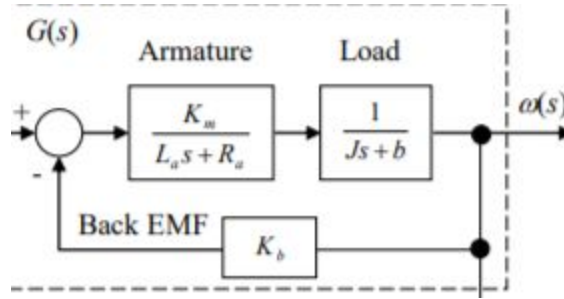 G(s)
Armature
Load
ω(s)
+
K_m
L_a s + R_a
1
Js + b
-
Back EMF
K_b